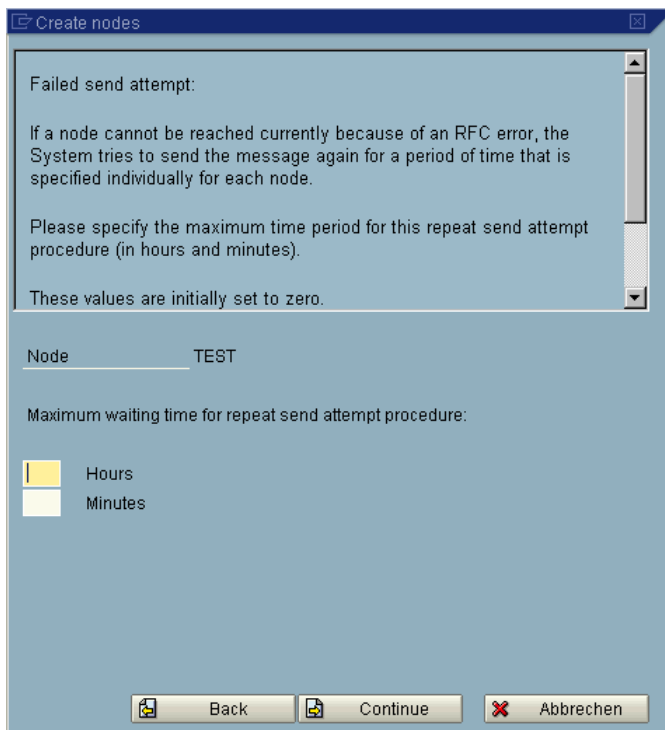 Create nodes
Failed send attempt:
If a node cannot be reached currently because of an RFC error, the
System tries to send the message again for a period of time that is
specified individually for each node.
Please specify the maximum time period for this repeat send attempt
procedure (in hours and minutes).
These values are initially set to zero.
Node TEST
Maximum waiting time for repeat send attempt procedure:
Hours
Minutes
Back Continue Abbrechen